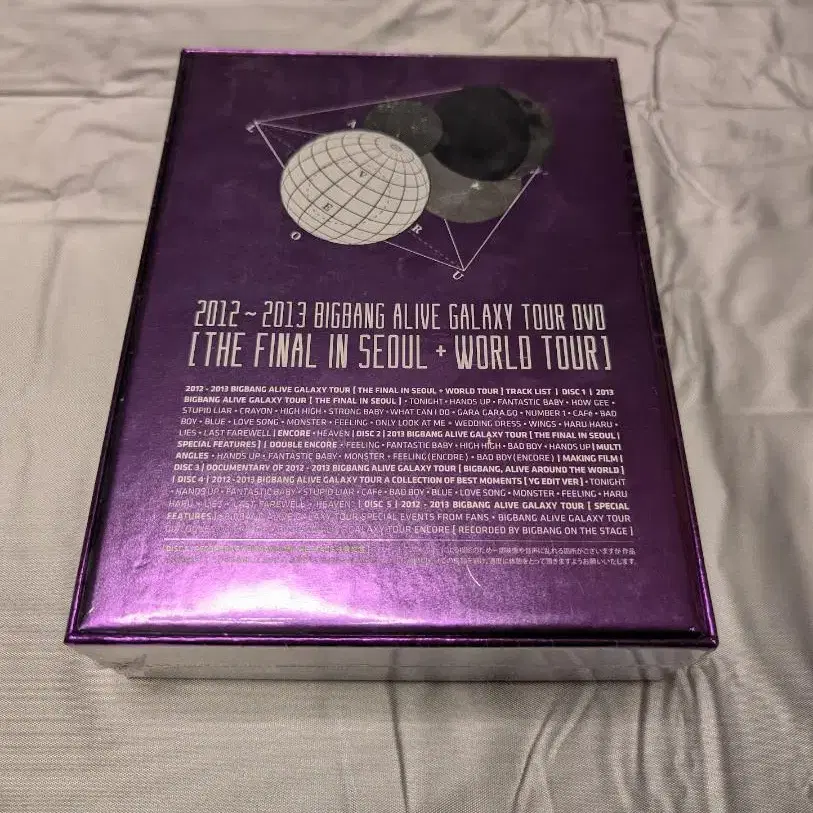 L A V E R O U
2012 ~ 2013 BIGBANG ALIVE GALAXY TOUR DVD
[THE FINAL IN SEOUL + WORLD TOUR]
2012 - 2013 BIGBANG ALIVE GALAXY TOUR [ THE FINAL IN SEOUL + WORLD TOUR ] TRACK LIST | DISC 1 | 2013
BIGBANG ALIVE GALAXY TOUR [ THE FINAL IN SEOUL ] • TONIGHT • HANDS UP • FANTASTIC BABY • HOW GEE •
STUPID LIAR • CRAYON • HIGH HIGH • STRONG BABY • WHAT CAN I DO • GARA GARA GO • NUMBER 1 • CAFé • BAD
BOY • BLUE • LOVE SONG • MONSTER • FEELING • ONLY LOOK AT ME • WEDDING DRESS • WINGS • HARU HARU •
LIES • LAST FAREWELL | ENCORE • HEAVEN | DISC 2 | 2013 BIGBANG ALIVE GALAXY TOUR [ THE FINAL IN SEOUL |
SPECIAL FEATURES ] | DOUBLE ENCORE • FEELING • FANTASTIC BABY • HIGH HIGH • BAD BOY • HANDS UP | MULTI
ANGLES • HANDS UP • FANTASTIC BABY • MONSTER • FEELING ( ENCORE ) • BAD BOY ( ENCORE ) | MAKING FILM |
DISC 3 | DOCUMENTARY OF 2012 - 2013 BIGBANG ALIVE GALAXY TOUR [ BIGBANG, ALIVE AROUND THE WORLD ]
| DISC 4 | 2012 - 2013 BIGBANG ALIVE GALAXY TOUR A COLLECTION OF BEST MOMENTS [ YG EDIT VER ] • TONIGHT
• HANDS UP • FANTASTIC BABY • STUPID LIAR • CAFE • BAD BOY • BLUE • LOVE SONG • MONSTER • FEELING • HARU
HARU • LIES • LAST FAREWELL • HEAVEN | DISC 5 | 2012 - 2013 BIGBANG ALIVE GALAXY TOUR [ SPECIAL
FEATURES ] ALIVE GALAXY TOUR SPECIAL EVENTS FROM FANS • BIGBANG ALIVE GALAXY TOUR
GALAXY TOUR ENCORE [ RECORDED BY BIGBANG ON THE STAGE ]